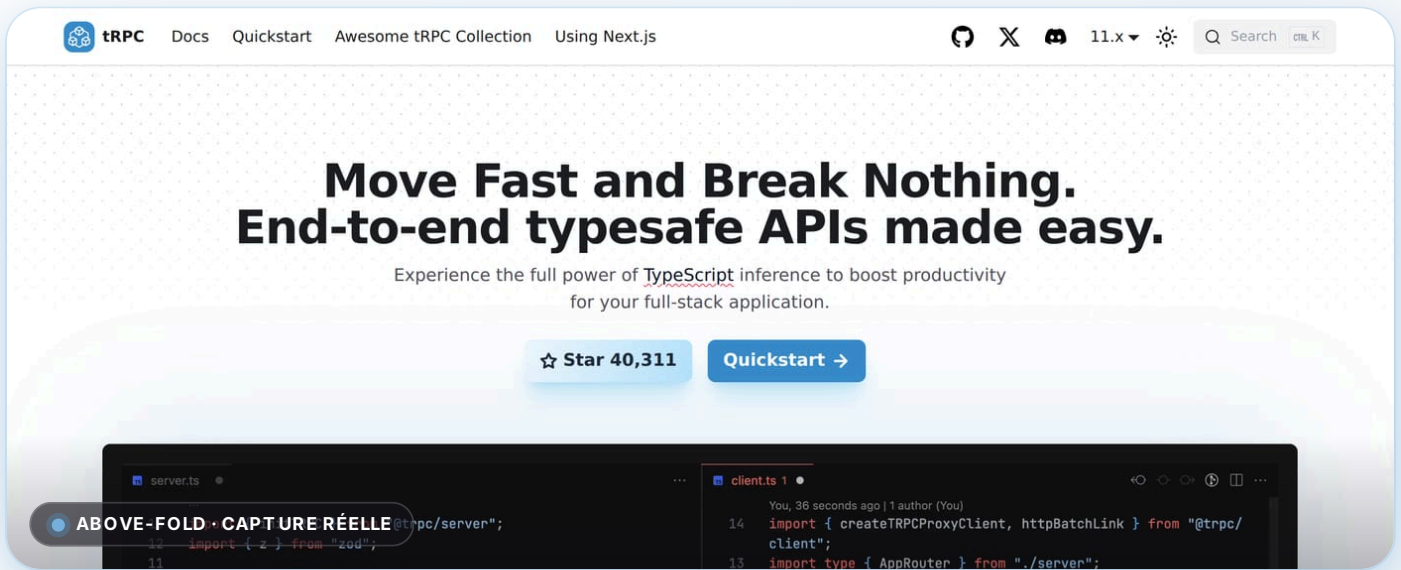 tRPC Docs Quickstart Awesome tRPC Collection Using Next.js 11.x Search CTRL K
Move Fast and Break Nothing.
End-to-end typesafe APIs made easy.
Experience the full power of TypeScript inference to boost productivity
for your full-stack application.
Star 40,311 Quickstart →
server.ts ● ···
client.ts 1 ● ···
ABOVE-FOLD · CAPTURE RÉELLE
@trpc/server";
12 import { z } from "zod";
11
You, 36 seconds ago | 1 author (You)
14 import { createTRPCProxyClient, httpBatchLink } from "@trpc/
client";
13 import type { AppRouter } from "./server";